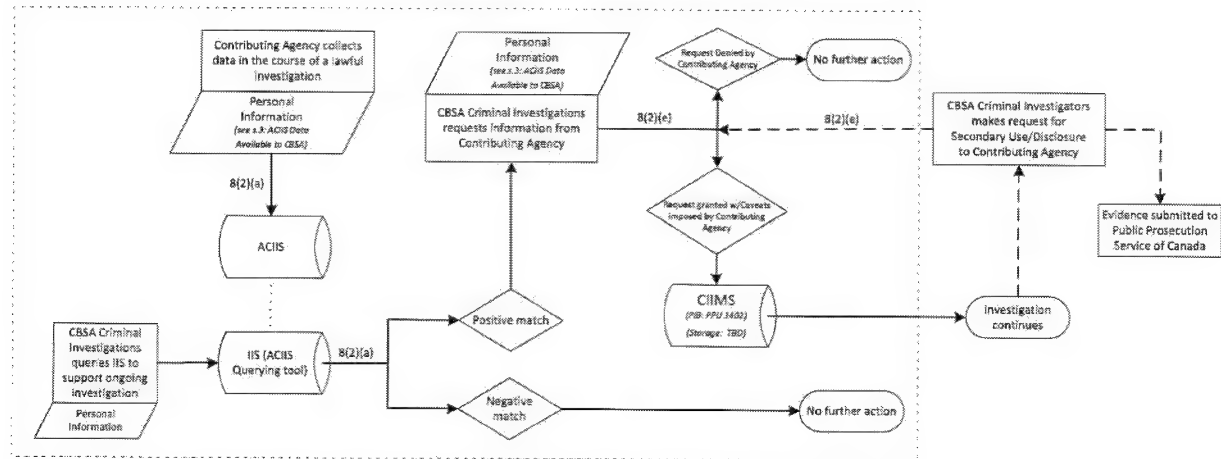 Contributing Agency collects
data in the course of a lawful
investigation
Personal
Information
(see s.3: ACIIS Data
Available to CBSA)
8(2)(a)
ACIIS
CBSA Criminal
Investigations
queries IIS to
support ongoing
investigation
Personal
Information
IIS (ACIIS
Querying tool)
8(2)(a)
Positive match
Negative
match
Personal
Information
(see s.3: ACIIS Data
Available to CBSA)
CBSA Criminal Investigations
requests information from
Contributing Agency
8(2)(e)
Request Denied by
Contributing Agency
No further action
8(2)(e)
Request granted w/Caveats
imposed by Contributing
Agency
CIIMS
(PIB: PPU 1402)
(Storage: TBD)
No further action
CBSA Criminal Investigators
makes request for
Secondary Use/Disclosure
to Contributing Agency
Evidence submitted to
Public Prosecution
Service of Canada
Investigation
continues